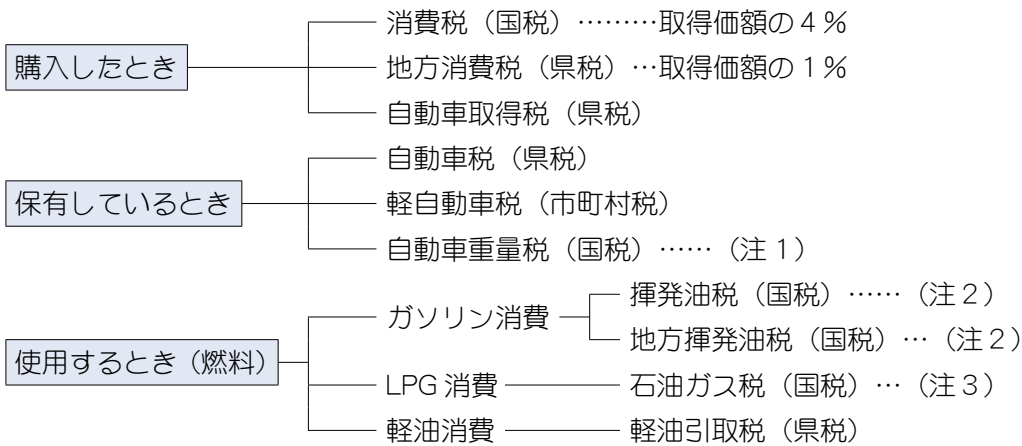 消費税（国税）………取得価額の４％
購入したとき
地方消費税（県税）…取得価額の１％
自動車取得税（県税）
自動車税（県税）
保有しているとき
軽自動車税（市町村税）
自動車重量税（国税）……（注１）
ガソリン消費
揮発油税（国税）……（注２）
地方揮発油税（国税）…（注２）
使用するとき（燃料）
LPG 消費
石油ガス税（国税）…（注３）
軽油消費
軽油引取税（県税）